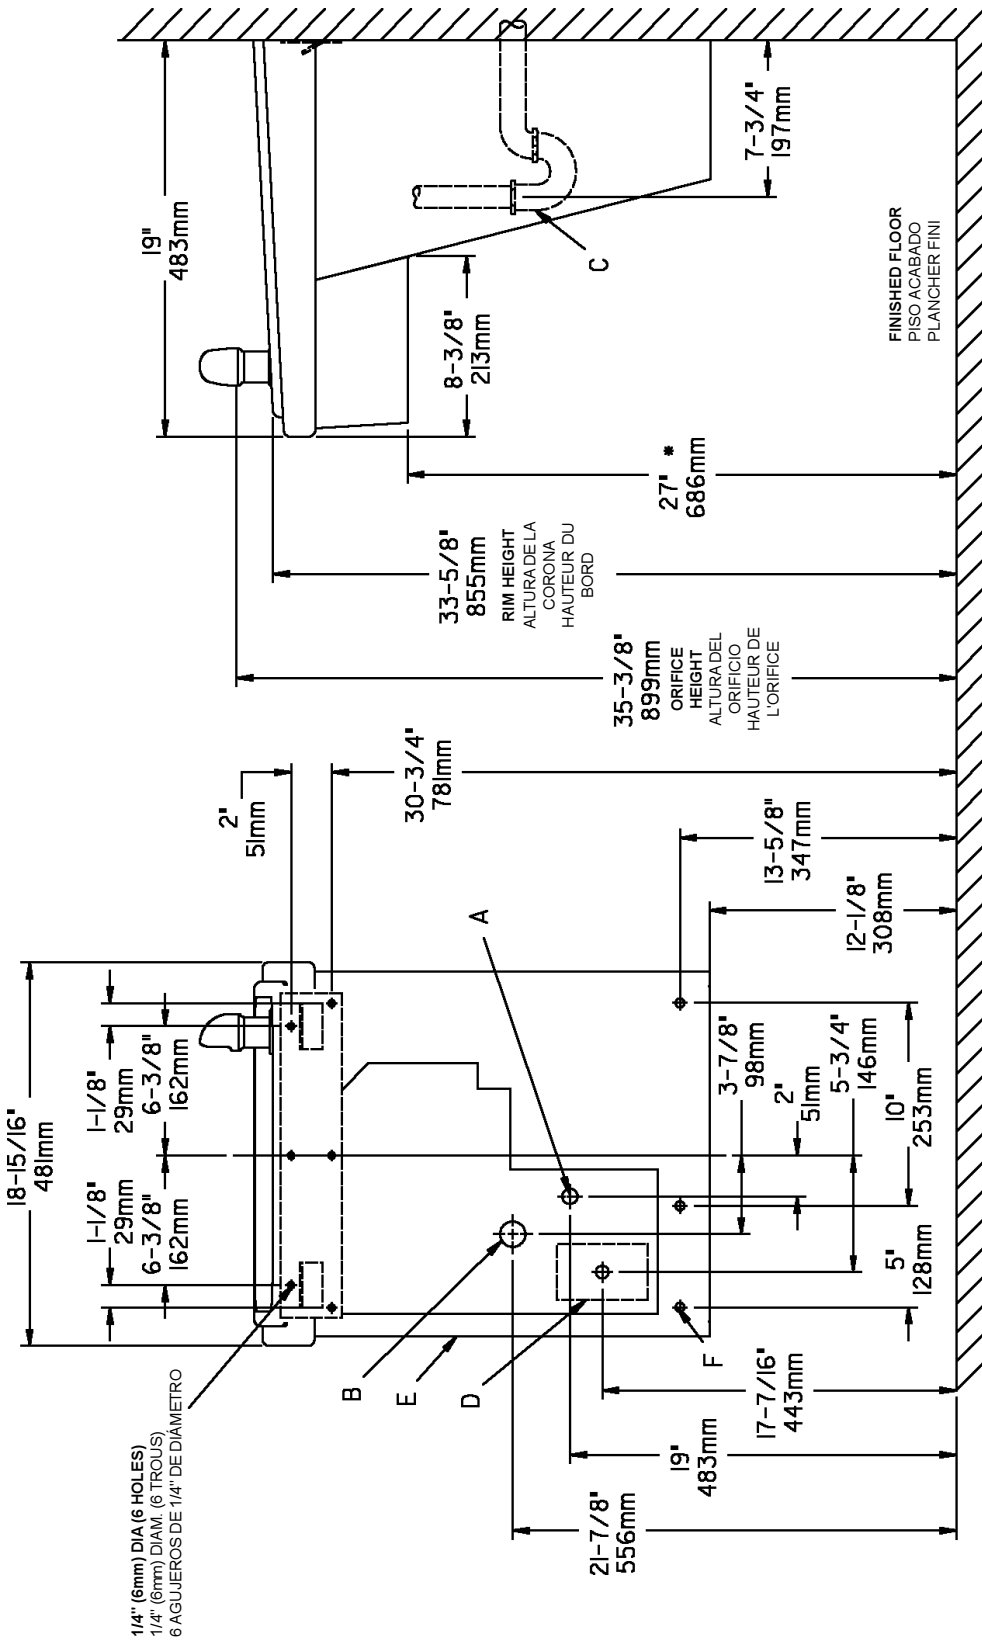 1/4" (6mm) DIA (6 HOLES)
1/4" (6mm) DIAM. (6 TROUS)
6 AGUJEROS DE 1/4" DE DIÁMETRO
18-15/16"
481mm
1-1/8"
29mm
6-3/8"
162mm
1-1/8"
29mm
6-3/8"
162mm
2"
51mm
30-3/4"
781mm
B
E
D
F
A
3-7/8"
98mm
2"
51mm
5-3/4"
146mm
10"
253mm
5"
128mm
13-5/8"
347mm
12-1/8"
308mm
21-7/8"
556mm
19"
483mm
17-7/16"
443mm
35-3/8"
899mm
ORIFICE
HEIGHT
ALTURA DEL
ORIFICIO
HAUTEUR DE
L'ORIFICE
33-5/8"
855mm
RIM HEIGHT
ALTURA DE LA
CORONA
HAUTEUR DU
BORD
27" *
686mm
19"
483mm
8-3/8"
213mm
C
7-3/4"
197mm
FINISHED FLOOR
PISO ACABADO
PLANCHER FINI